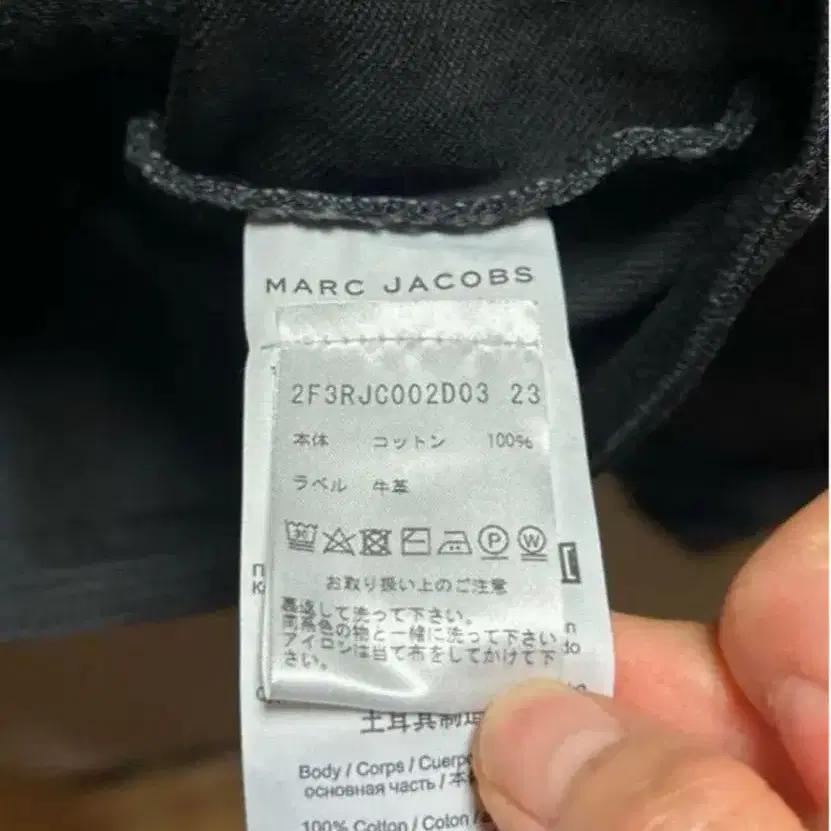 MARC JACOBS
2F3RJC002D03 23
本体 コットン 100%
ラベル 牛革
30
P W
お取り扱い上のご注意
裏返して洗って下さい。
同系色の物と一緒に洗って下さい
アイロンは当て布をしてかけて下
さい。
土耳其制造
Body / Corps / Cuerpo
основная часть / 本
100% Cotton / Coton /